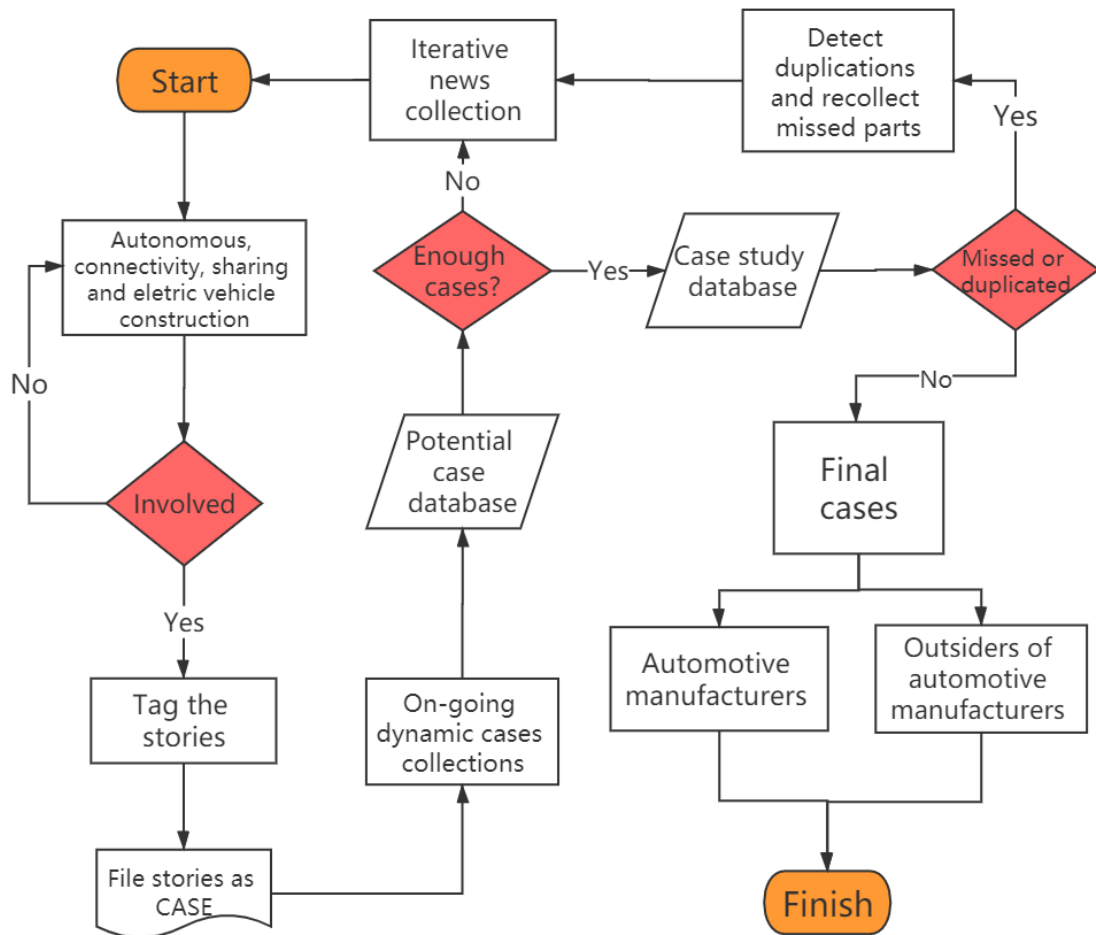 Start
Iterative
news
collection
Detect
duplications
and recollect
missed parts
Yes
No
Autonomous,
connectivity, sharing
and eletric vehicle
construction
Enough
cases?
Yes
Case study
database
Missed or
duplicated
No
No
Potential
case
database
Final
cases
Involved
Yes
Tag the
stories
On-going
dynamic cases
collections
Automotive
manufacturers
Outsiders of
automotive
manufacturers
File stories as
CASE
Finish